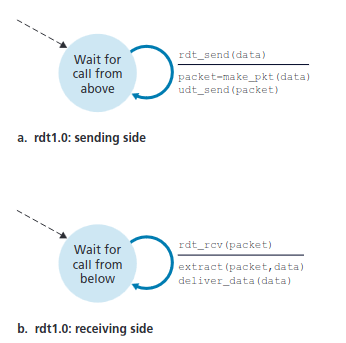 Wait for
call from
above
rdt_send(data)
packet=make_pkt(data)
udt_send(packet)
a. rdt1.0: sending side
Wait for
call from
below
rdt_rcv(packet)
extract(packet,data)
deliver_data(data)
b. rdt1.0: receiving side